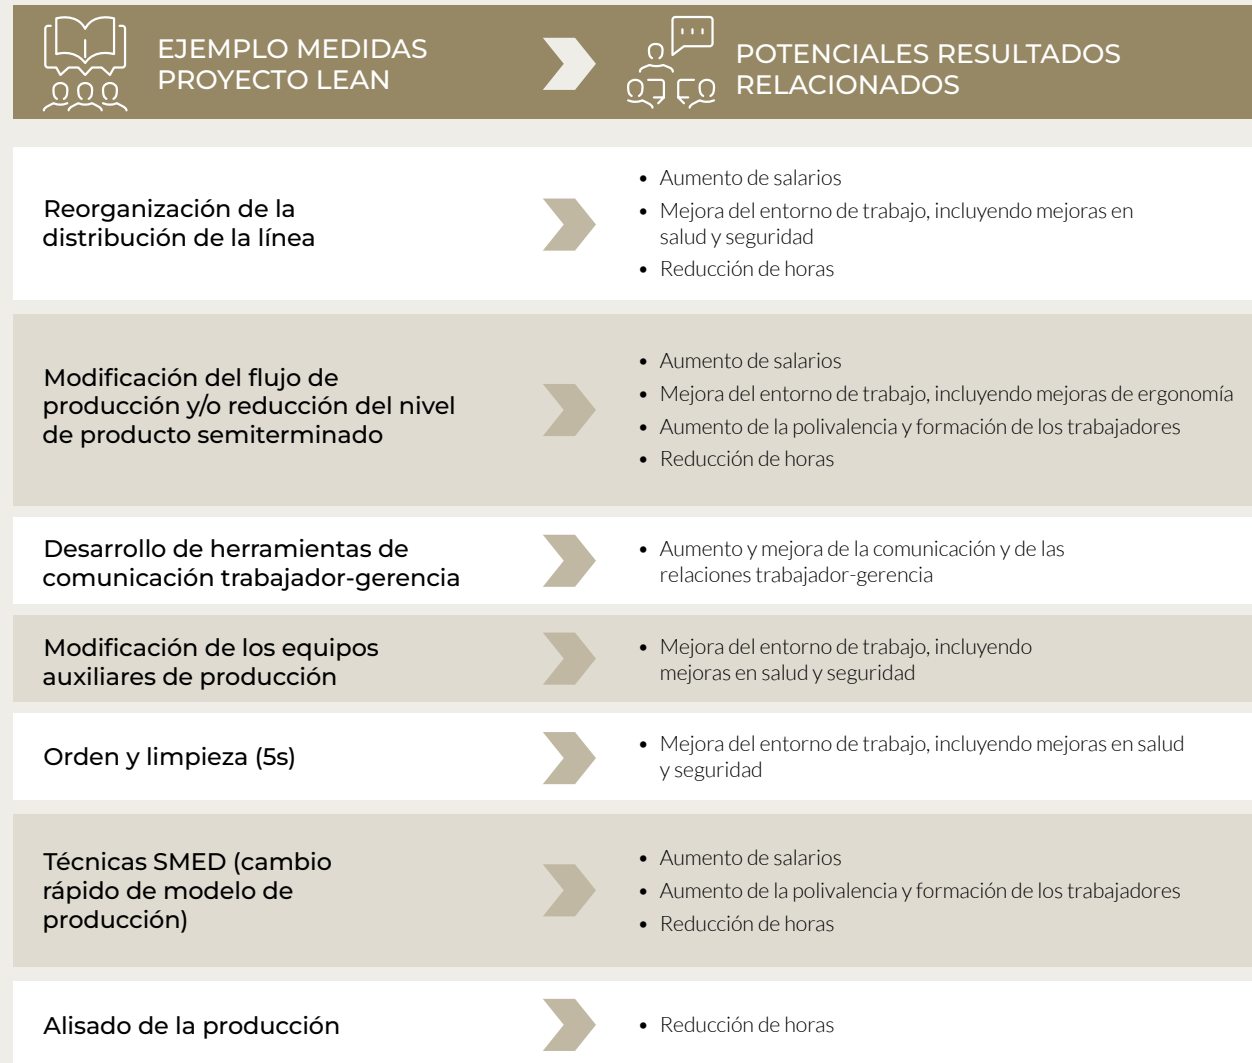 EJEMPLO MEDIDAS
PROYECTO LEAN
POTENCIALES RESULTADOS
RELACIONADOS
Reorganización de la
distribución de la línea
• Aumento de salarios
• Mejora del entorno de trabajo, incluyendo mejoras en
salud y seguridad
• Reducción de horas
Modificación del flujo de
producción y/o reducción del nivel
de producto semiterminado
• Aumento de salarios
• Mejora del entorno de trabajo, incluyendo mejoras de ergonomía
• Aumento de la polivalencia y formación de los trabajadores
• Reducción de horas
Desarrollo de herramientas de
comunicación trabajador-gerencia
• Aumento y mejora de la comunicación y de las
relaciones trabajador-gerencia
Modificación de los equipos
auxiliares de producción
• Mejora del entorno de trabajo, incluyendo
mejoras en salud y seguridad
Orden y limpieza (5s)
• Mejora del entorno de trabajo, incluyendo mejoras en salud
y seguridad
Técnicas SMED (cambio
rápido de modelo de
producción)
• Aumento de salarios
• Aumento de la polivalencia y formación de los trabajadores
• Reducción de horas
Alisado de la producción
• Reducción de horas